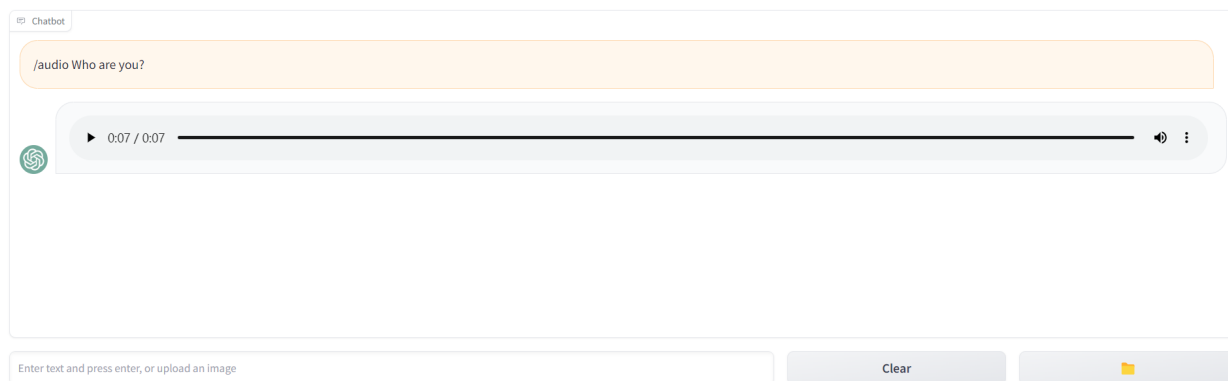 Chatbot
/audio Who are you?
0:07 / 0:07
Enter text and press enter, or upload an image
Clear